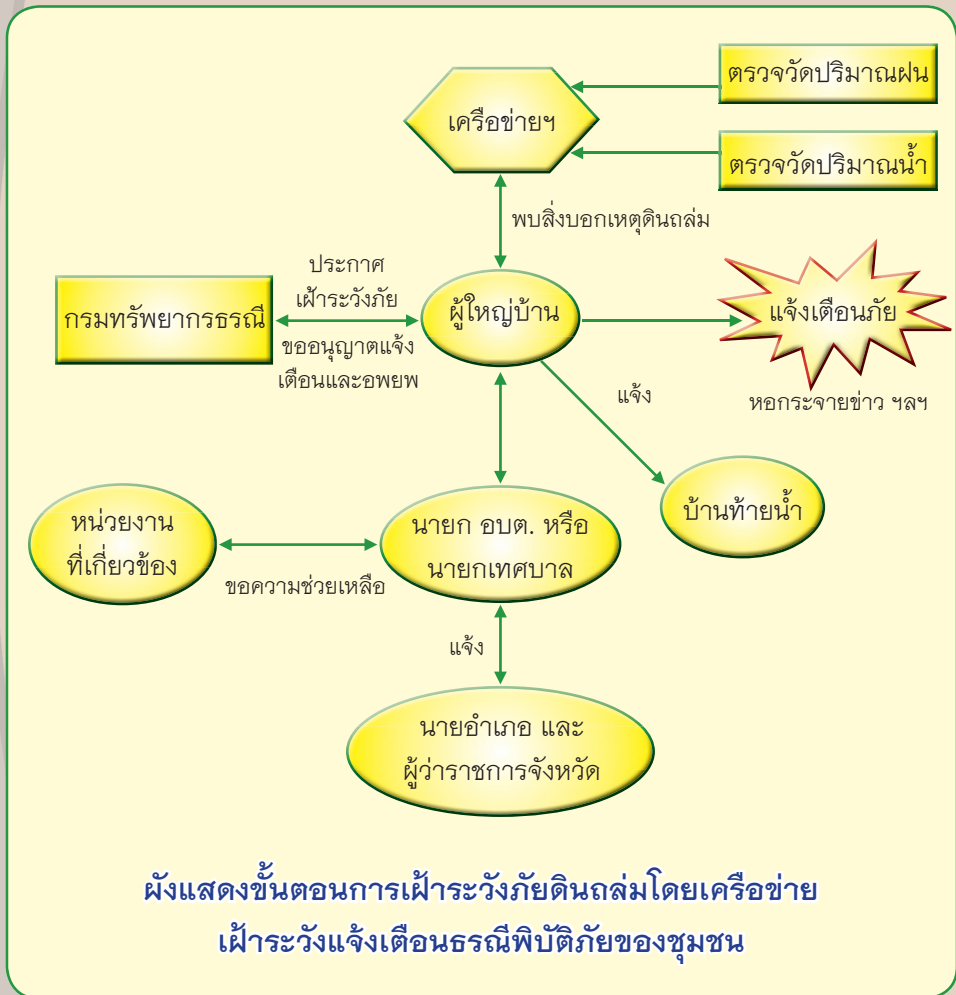 ตรวจวัดปริมาณฝน
เครือข่ายฯ
ตรวจวัดปริมาณน้ำ
พบสิ่งบอกเหตุดินถล่ม
ประกาศ
เฝ้าระวังภัย
กรมทรัพยากรธรณี
ผู้ใหญ่บ้าน
แจ้งเตือนภัย
ขออนุญาตแจ้ง
เตือนและอพยพ
แจ้ง
หอกระจายข่าว ฯลฯ
บ้านท้ายน้ำ
หน่วยงาน
ที่เกี่ยวข้อง
นายก อบต. หรือ
นายกเทศบาล
ขอความช่วยเหลือ
แจ้ง
นายอำเภอ และ
ผู้ว่าราชการจังหวัด
ผังแสดงขั้นตอนการเฝ้าระวังภัยดินถล่มโดยเครือข่าย
เฝ้าระวังแจ้งเตือนธรณีพิบัติภัยของชุมชน